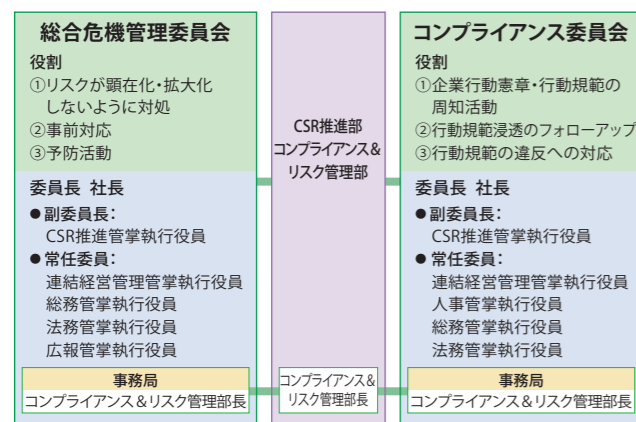 総合危機管理委員会
役割
①リスクが顕在化・拡大化
しないように対処
②事前対応
③予防活動
委員長 社長
●副委員長：
CSR推進管掌執行役員
●常任委員：
連結経営管理管掌執行役員
総務管掌執行役員
法務管掌執行役員
広報管掌執行役員
事務局
コンプライアンス＆リスク管理部長
CSR推進部
コンプライアンス＆
リスク管理部
コンプライアンス＆
リスク管理部長
コンプライアンス委員会
役割
①企業行動憲章・行動規範の
周知活動
②行動規範浸透のフォローアップ
③行動規範の違反への対応
委員長 社長
●副委員長：
CSR推進管掌執行役員
●常任委員：
連結経営管理管掌執行役員
人事管掌執行役員
総務管掌執行役員
法務管掌執行役員
事務局
コンプライアンス＆リスク管理部長